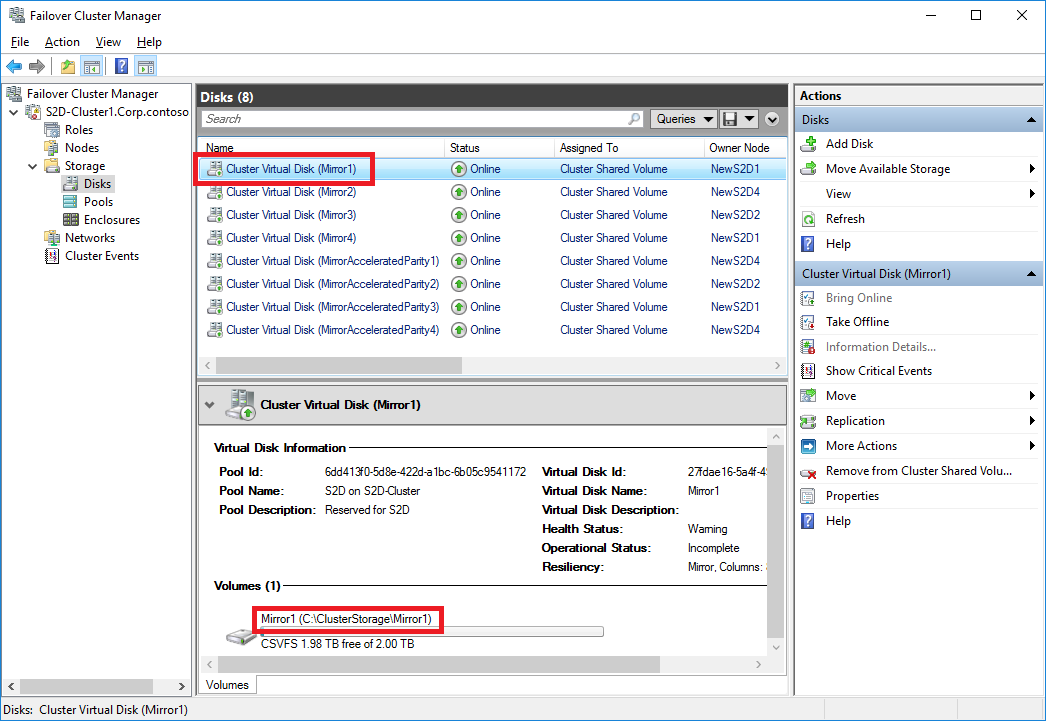 Failover Cluster Manager
File Action View Help
Failover Cluster Manager
S2D-Cluster1.Corp.contoso
Roles
Nodes
Storage
Disks
Pools
Enclosures
Networks
Cluster Events
Disks (8)
Search Queries
Name Status Assigned To Owner Node
Cluster Virtual Disk (Mirror1) Online Cluster Shared Volume NewS2D1
Cluster Virtual Disk (Mirror2) Online Cluster Shared Volume NewS2D4
Cluster Virtual Disk (Mirror3) Online Cluster Shared Volume NewS2D2
Cluster Virtual Disk (Mirror4) Online Cluster Shared Volume NewS2D1
Cluster Virtual Disk (MirrorAcceleratedParity1) Online Cluster Shared Volume NewS2D4
Cluster Virtual Disk (MirrorAcceleratedParity2) Online Cluster Shared Volume NewS2D2
Cluster Virtual Disk (MirrorAcceleratedParity3) Online Cluster Shared Volume NewS2D1
Cluster Virtual Disk (MirrorAcceleratedParity4) Online Cluster Shared Volume NewS2D4
Cluster Virtual Disk (Mirror1)
Virtual Disk Information
Pool Id: 6dd413f0-5d8e-422d-a1bc-6b05c9541172 Virtual Disk Id: 27fdae16-5a4f-4
Pool Name: S2D on S2D-Cluster Virtual Disk Name: Mirror1
Pool Description: Reserved for S2D Virtual Disk Description:
Health Status: Warning
Operational Status: Incomplete
Resiliency: Mirror, Columns:
Volumes (1)
Mirror1 (C:\ClusterStorage\Mirror1)
CSVFS 1.98 TB free of 2.00 TB
Volumes
Actions
Disks
Add Disk
Move Available Storage
View
Refresh
Help
Cluster Virtual Disk (Mirror1)
Bring Online
Take Offline
Information Details...
Show Critical Events
Move
Replication
More Actions
Remove from Cluster Shared Volu...
Properties
Help
Disks: Cluster Virtual Disk (Mirror1)